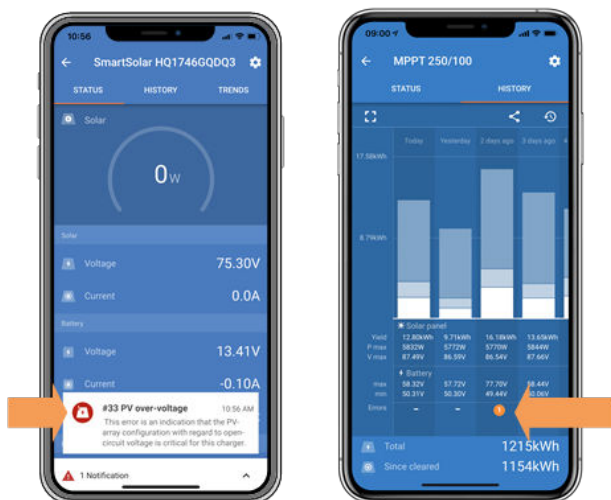 10:56
SmartSolar HQ1746GQDQ3
STATUS HISTORY TRENDS
Solar
0W
Solar
Voltage 75.30V
Current 0.0A
Battery
Voltage 13.41V
Current -0.10A
#33 PV over-voltage 10:56 AM
This error is an indication that the PV-
array configuration with regard to open-
circuit voltage is critical for this charger.
1 Notification
09:00
MPPT 250/100
STATUS HISTORY
Today Yesterday 2 days ago 3 days ago 4
17.58kWh
8.79kWh
Solar panel
Yield 12.80kWh 9.71kWh 16.18kWh 13.65kWh
P max 5832W 5772W 5770W 5844W
V max 87.49V 86.59V 86.54V 87.66V
Battery
max 58.32V 57.72V 77.70V 58.44V
min 50.31V 50.30V 49.44V
Errors - - 1
Total 1215kWh
Since cleared 1154kWh